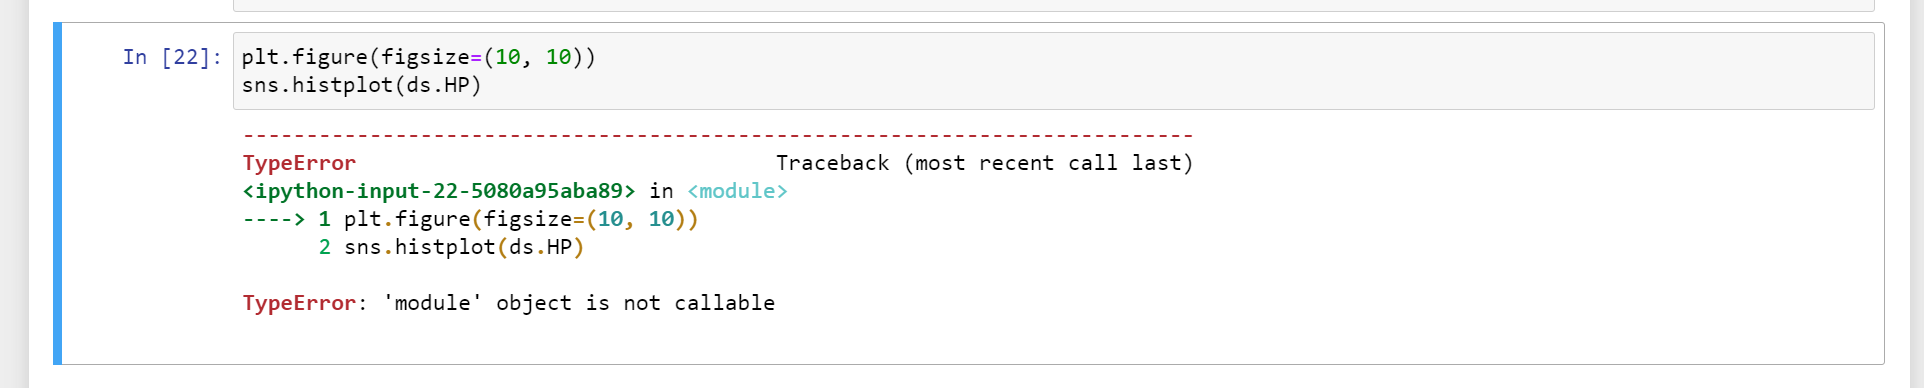 In [22]: plt.figure(figsize=(10, 10))
sns.histplot(ds.HP)
---------------------------------------------------------------------------
TypeError                                 Traceback (most recent call last)
<ipython-input-22-5080a95aba89> in <module>
----> 1 plt.figure(figsize=(10, 10))
      2 sns.histplot(ds.HP)
TypeError: 'module' object is not callable